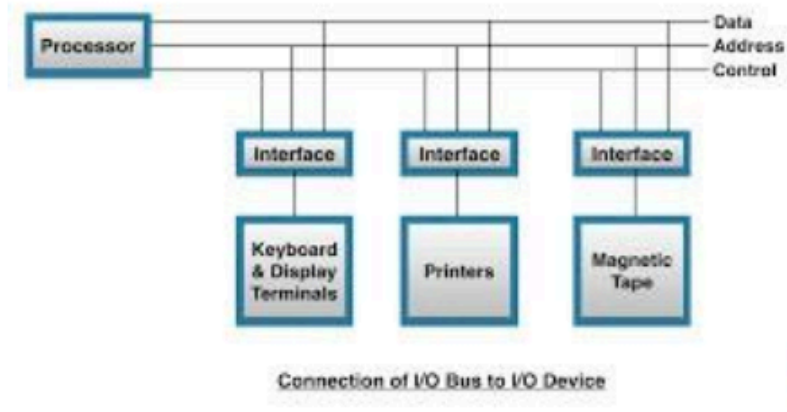 Processor
Data
Address
Control
Interface
Interface
Interface
Keyboard
& Display
Terminals
Printers
Magnetic
Tape
Connection of I/O Bus to I/O Device